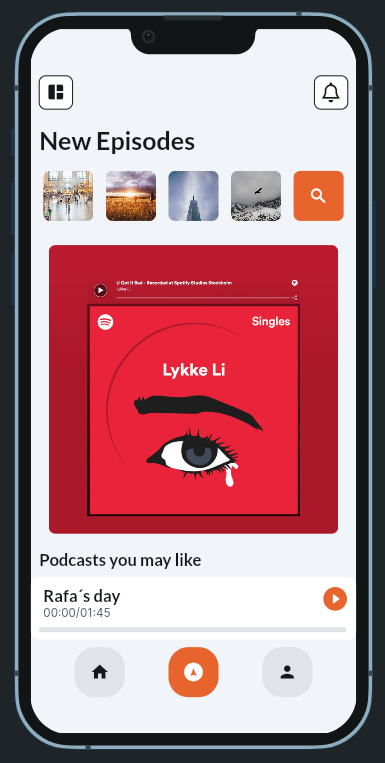 New Episodes
U Got It Bad - Recorded at Spotify Studios Stockholm
Lykke Li
Singles
Lykke Li
Podcasts you may like
Rafa´s day
00:00/01:45